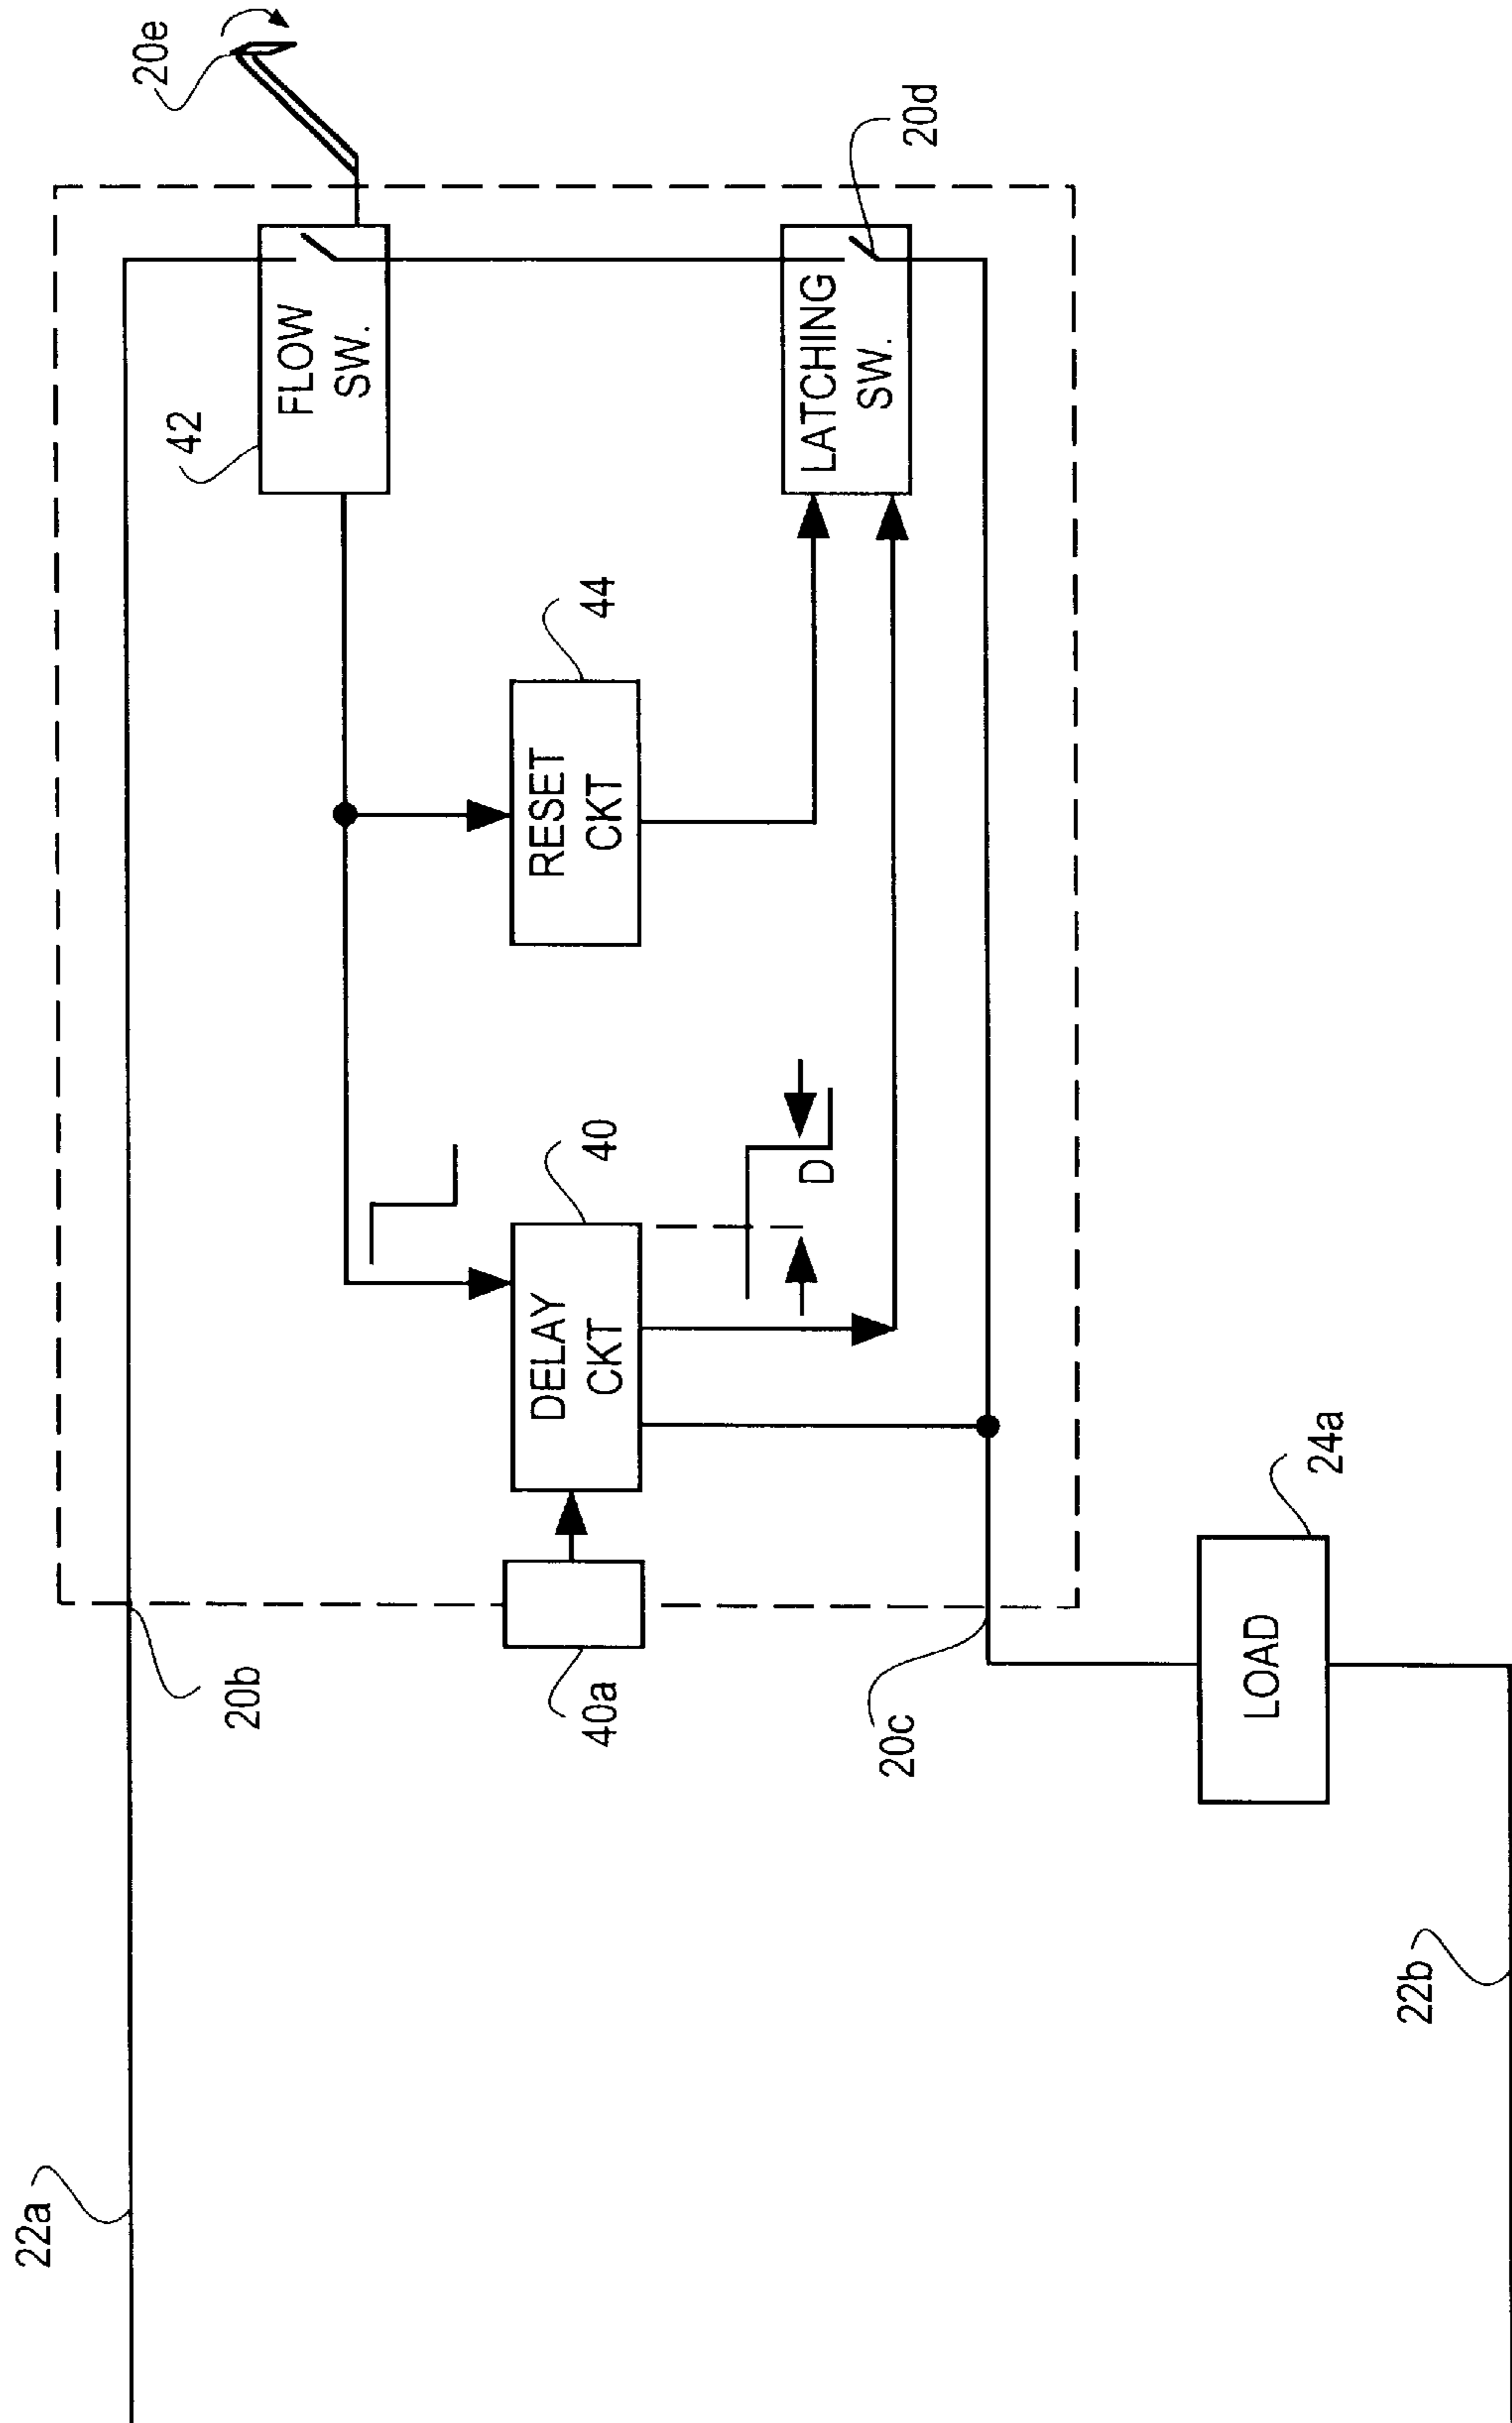 20e
42
FLOW
SW.
20d
LATCHING
SW.
44
RESET
CKT
40
D
DELAY
CKT
40a
20b
20c
24a
LOAD
22a
22b